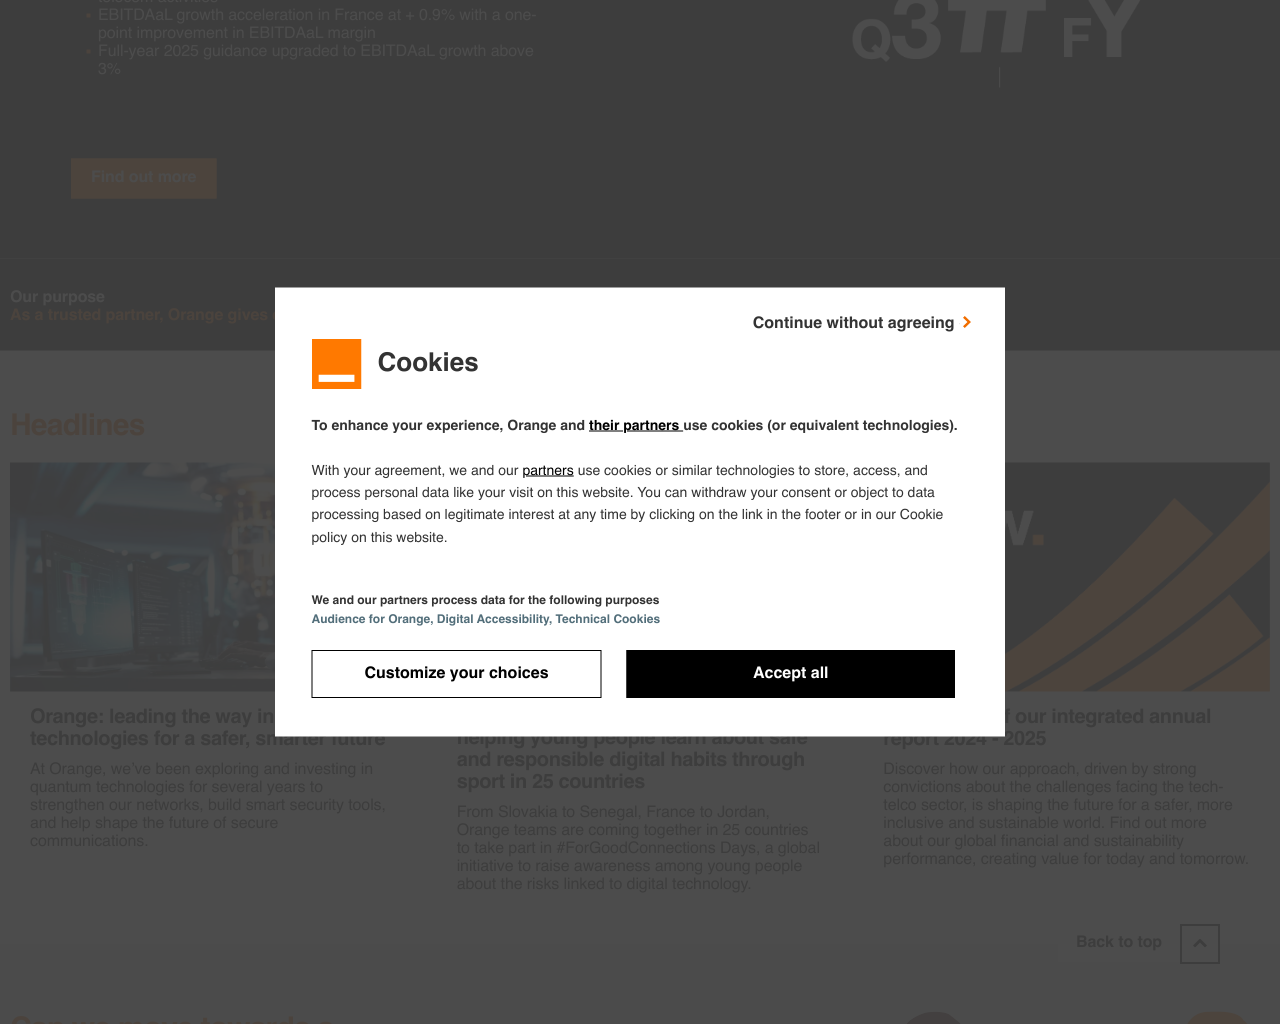 EBITDAaL growth acceleration in France at + 0.9% with a one-
point improvement in EBITDAaL margin
Full-year 2025 guidance upgraded to EBITDAaL growth above
3%
Q3 FY
Find out more
Our purpose
As a trusted partner, Orange gives
Continue without agreeing
Cookies
To enhance your experience, Orange and their partners use cookies (or equivalent technologies).
With your agreement, we and our partners use cookies or similar technologies to store, access, and
process personal data like your visit on this website. You can withdraw your consent or object to data
processing based on legitimate interest at any time by clicking on the link in the footer or in our Cookie
policy on this website.
We and our partners process data for the following purposes
Audience for Orange, Digital Accessibility, Technical Cookies
Customize your choices
Accept all
Headlines
Orange: leading the way in
technologies for a safer, smarter future
At Orange, we've been exploring and investing in
quantum technologies for several years to
strengthen our networks, build smart security tools,
and help shape the future of secure
communications.
helping young people learn about safe
and responsible digital habits through
sport in 25 countries
From Slovakia to Senegal, France to Jordan,
Orange teams are coming together in 25 countries
to take part in #ForGoodConnections Days, a global
initiative to raise awareness among young people
about the risks linked to digital technology.
of our integrated annual
report 2024 - 2025
Discover how our approach, driven by strong
convictions about the challenges facing the tech-
telco sector, is shaping the future for a safer, more
inclusive and sustainable world. Find out more
about our global financial and sustainability
performance, creating value for today and tomorrow.
Back to top